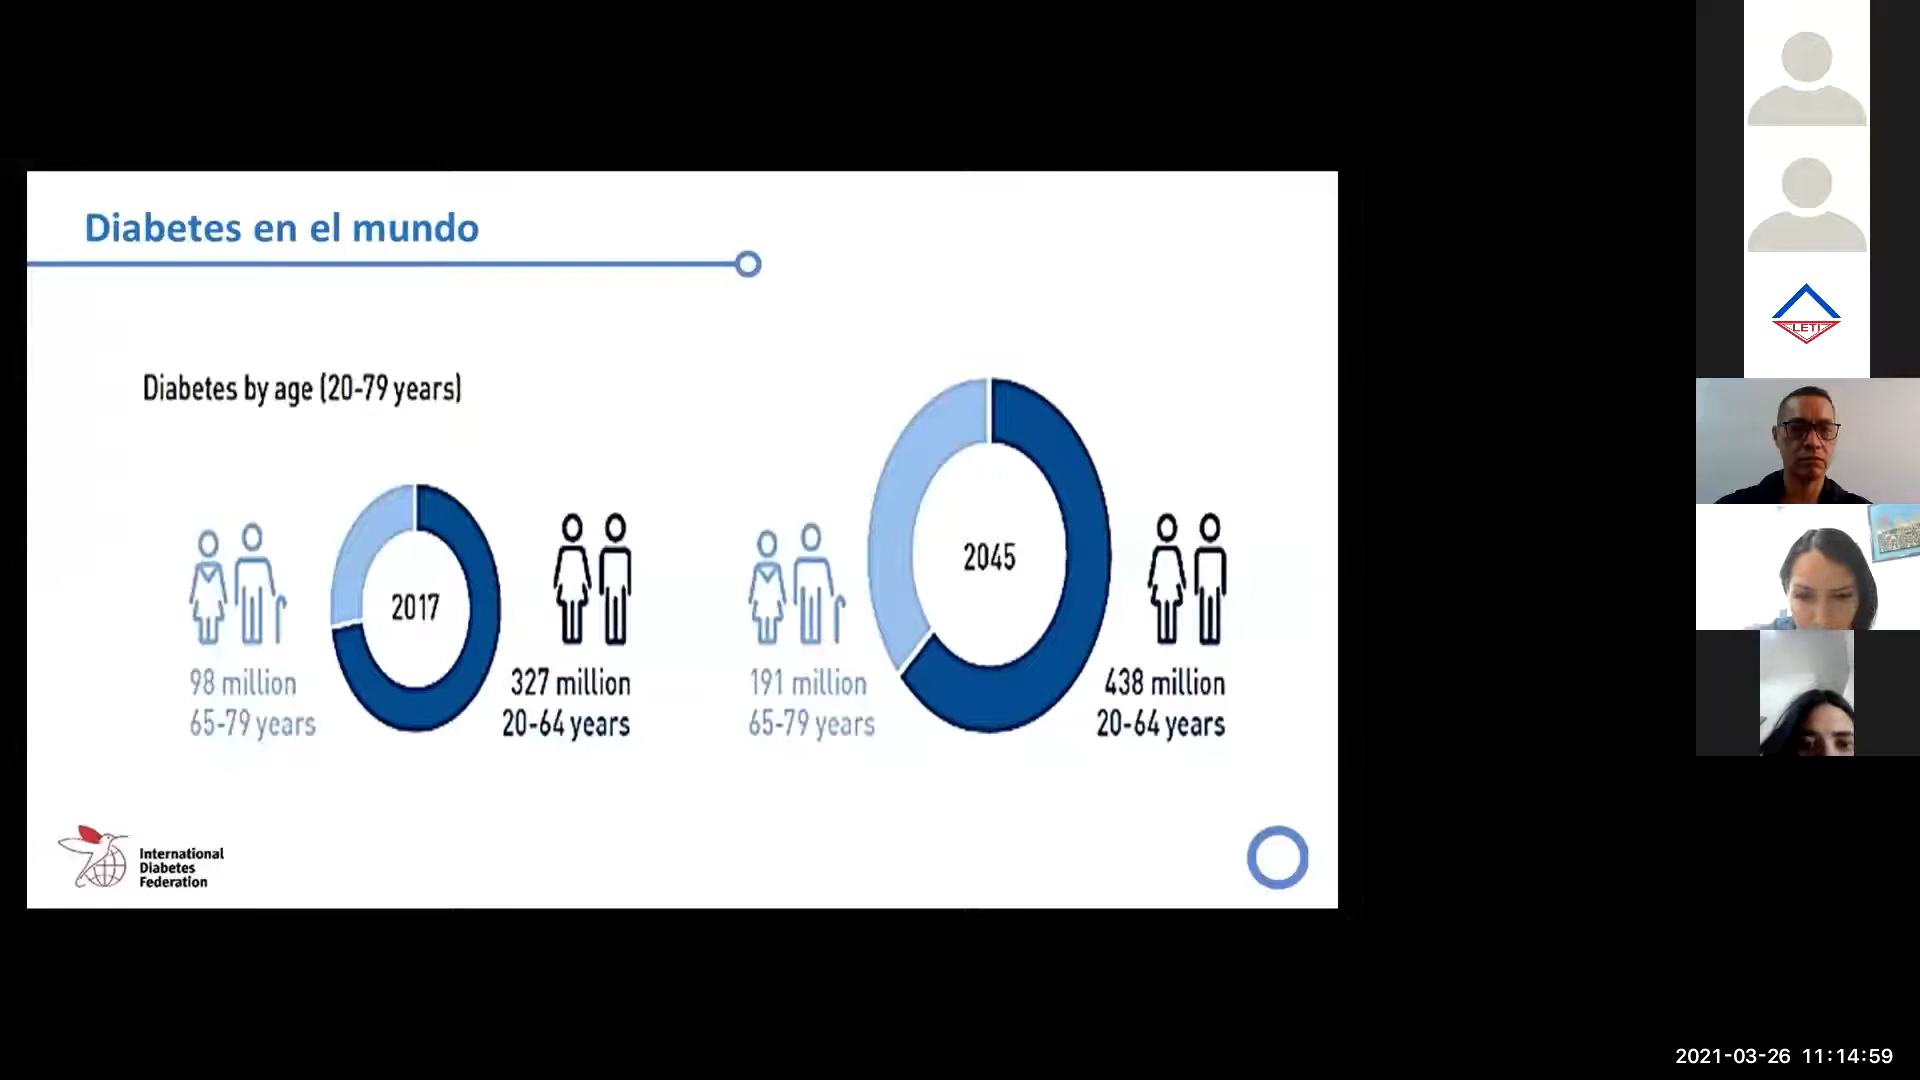 Diabetes en el mundo
Diabetes by age (20-79 years)
2017
98 million
65-79 years
327 million
20-64 years
2045
191 million
65-79 years
438 million
20-64 years
International
Diabetes
Federation
LETI
2021-03-26 11:14:59